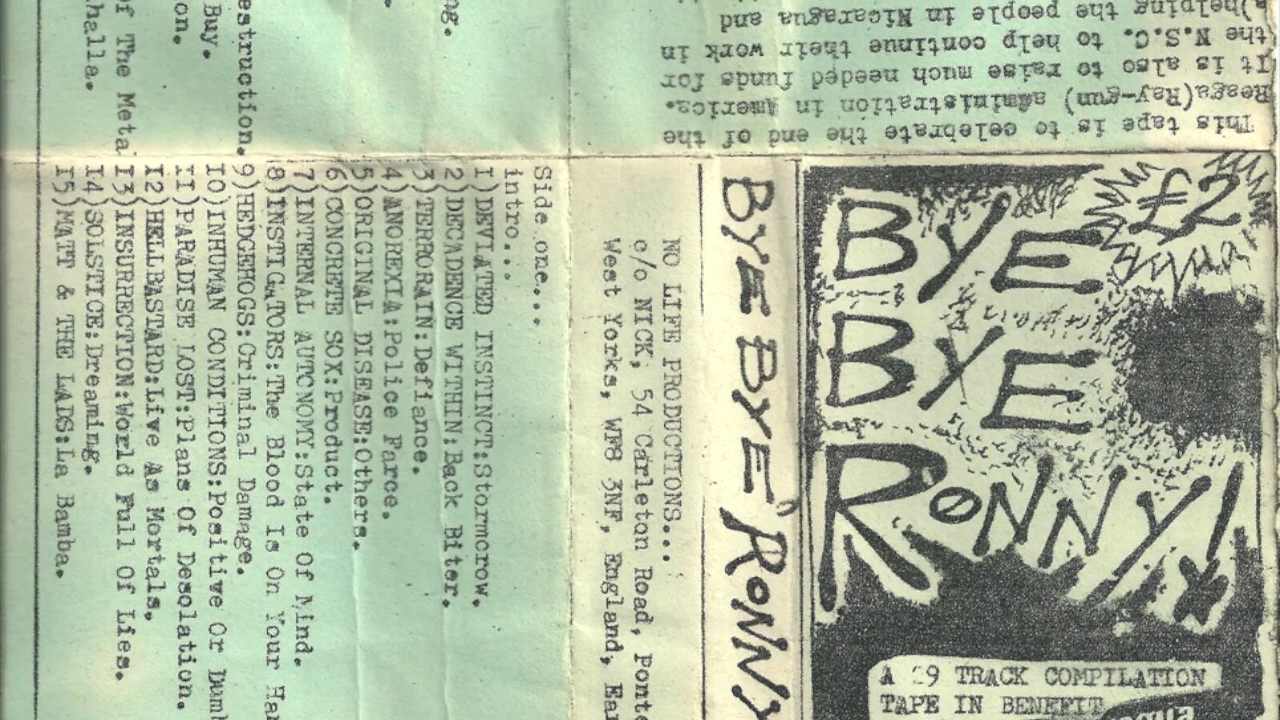 £2
BYE
BYE
RONNY!
A 29 TRACK COMPILATION
TAPE IN BENEFIT
BYE BYE RONNY
NO LIFE PRODUCTIONS...
c/o NICK, 54 Carleton Road, Ponte
West Yorks, WF8 3NF, England,
Side one...
intro...
1)DEVIATED INSTINCT:Stormcrow.
2)DECADENCE WITHIN:Back Biter.
3)TERRORAIN:Defiance.
4)ANOREXIA:Police Farce.
5)ORIGINAL DISEASE:Others.
6)CONCRETE SOX:Product.
7)INTERNAL AUTONOMY:State Of Mind.
8)INSTIGATORS:The Blood Is On Your Han
9)HEDGEHOGS:Criminal Damage.
10)INHUMAN CONDITIONS:Positive Or Dumb
11)PARADISE LOST:Plans Of Desolation.
12)HELLBASTARD:Live As Mortals.
13)INSURRECTION:World Full Of Lies.
14)SOLSTICE:Dreaming.
15)MATT & THE LADS:La Bamba.
This tape is to celebrate the end of the
Reaga(Ray-gun) administration in America.
It is also to raise much needed funds for
the N.S.C. to help continue their work in
helping the people in Nicaragua and
ng.
estruction.
Buy.
on.
Of The Meta
halla.